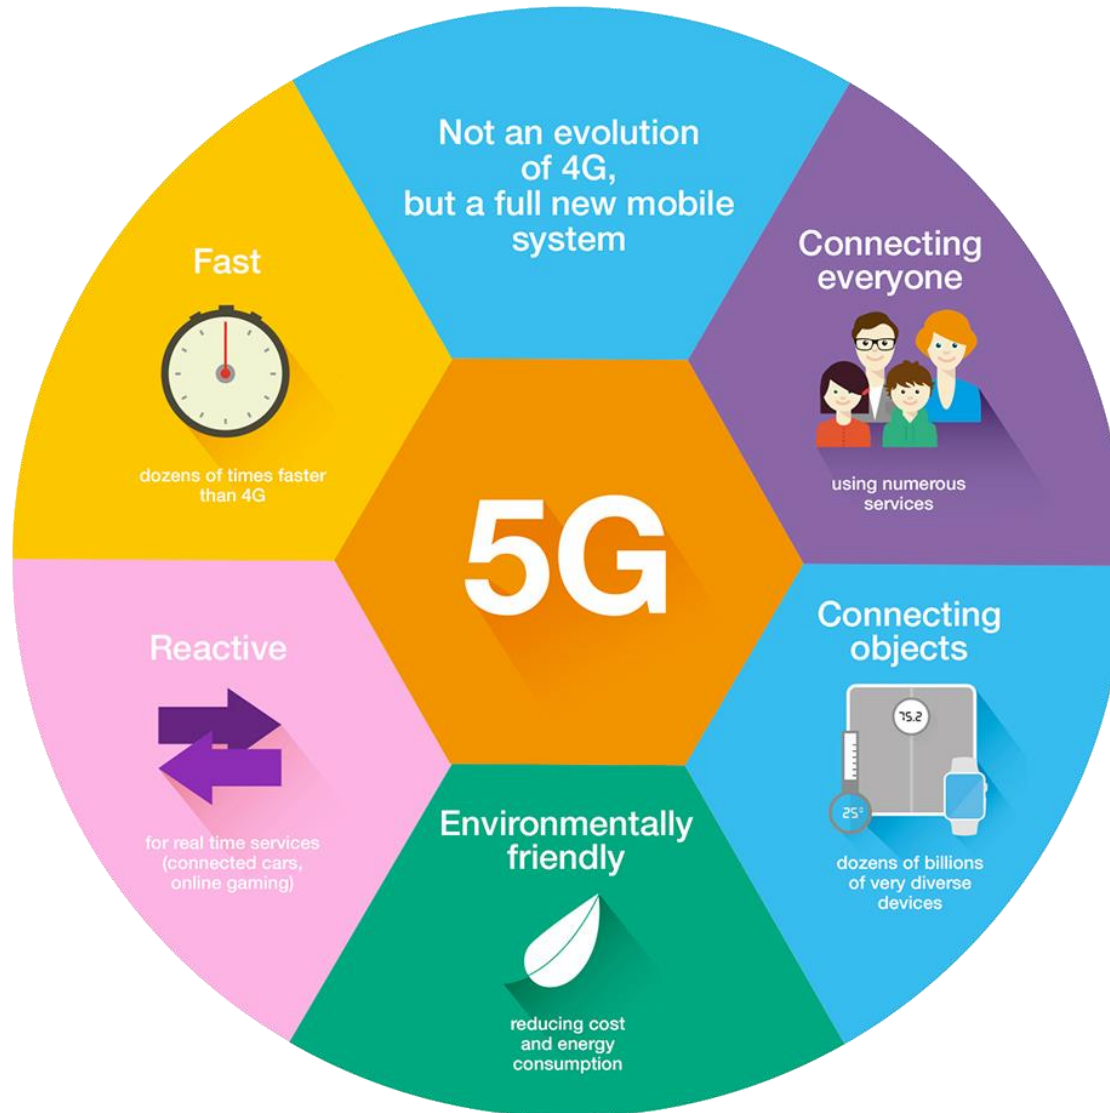 Not an evolution
of 4G,
but a full new mobile
system
Connecting
everyone
using numerous
services
Connecting
objects
75.2
25°
dozens of billions
of very diverse
devices
Environmentally
friendly
reducing cost
and energy
consumption
Reactive
for real time services
(connected cars,
online gaming)
Fast
dozens of times faster
than 4G
5G